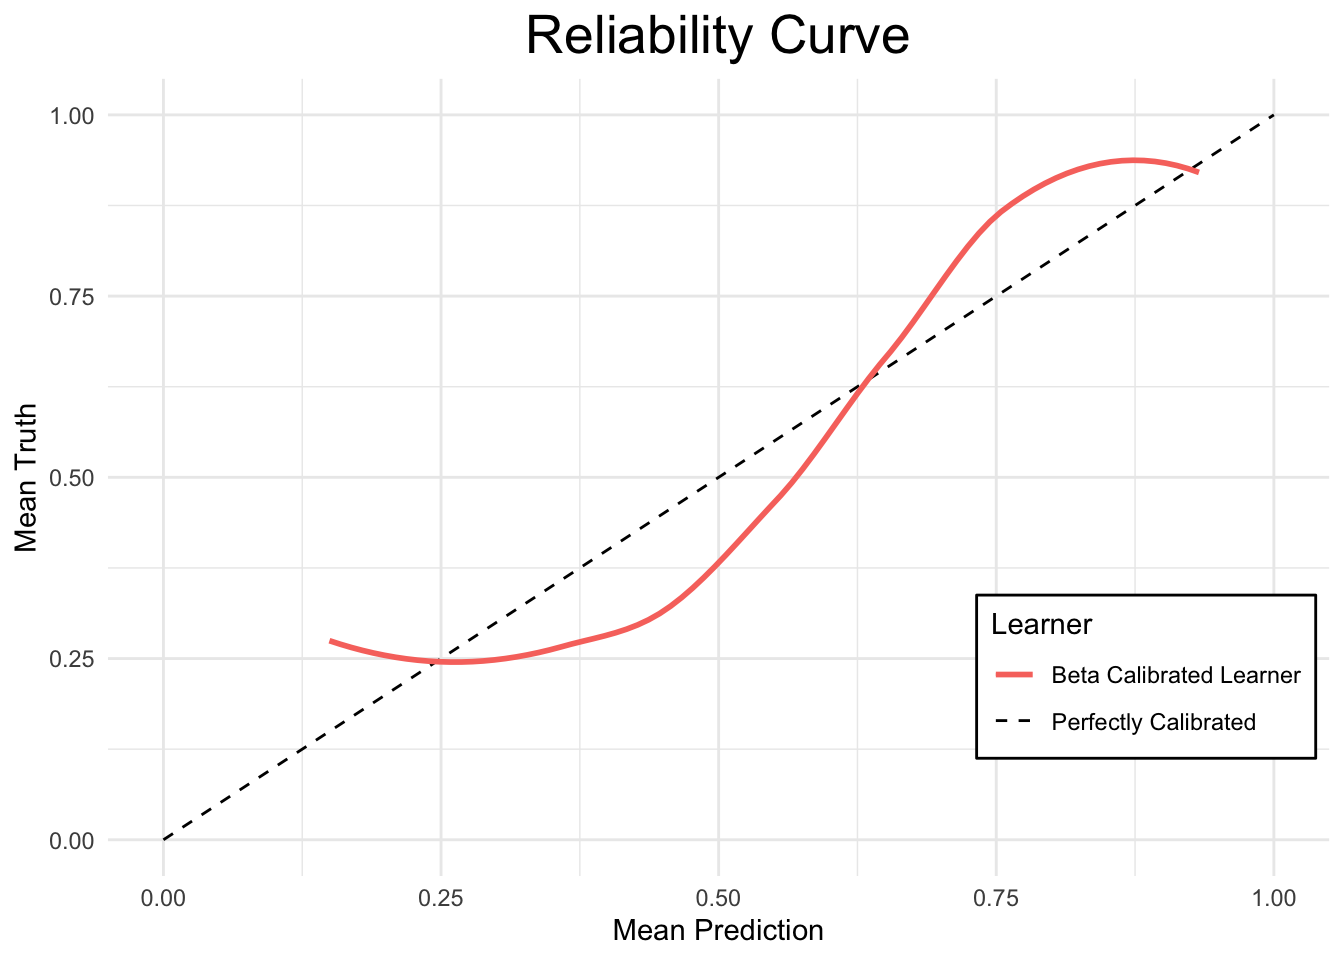 Reliability Curve
1.00
0.75
0.50
0.25
0.00
Mean Truth
0.00
0.25
0.50
0.75
1.00
Mean Prediction
Learner
Beta Calibrated Learner
Perfectly Calibrated